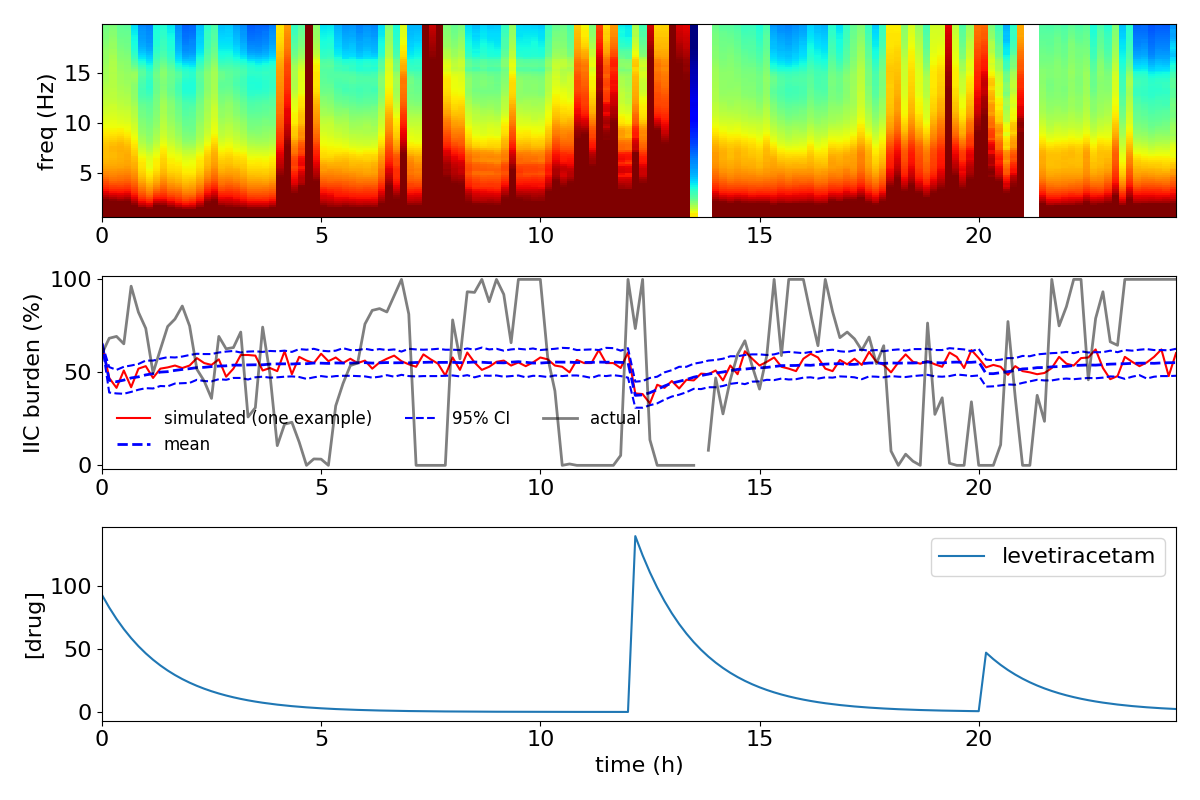 freq (Hz)
15
10
5
0 5 10 15 20
IIC burden (%)
100
50
0
simulated (one example) 95% CI actual
mean
0 5 10 15 20
[drug]
100
50
0
levetiracetam
0 5 10 15 20
time (h)